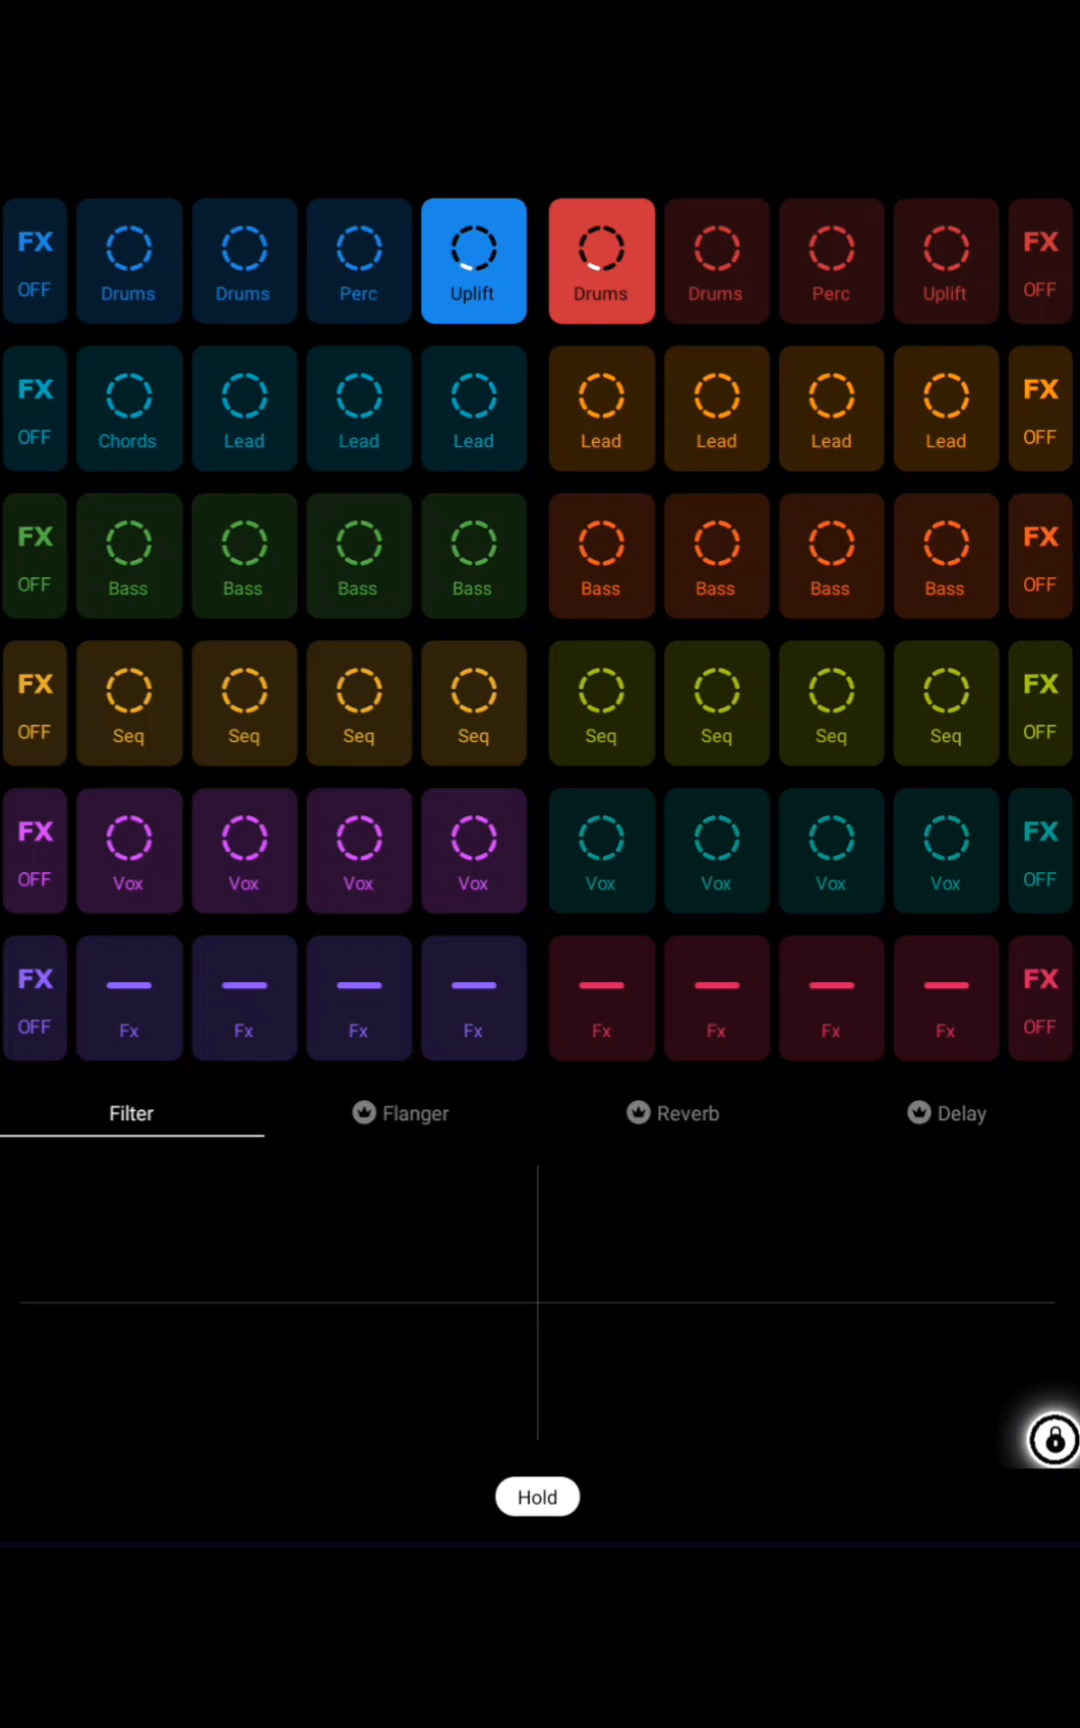 FX Drums Drums Perc Uplift Drums Drums Perc Uplift FX
OFF OFF
FX Chords Lead Lead Lead Lead Lead Lead Lead FX
OFF OFF
FX Bass Bass Bass Bass Bass Bass Bass Bass FX
OFF OFF
FX Seq Seq Seq Seq Seq Seq Seq Seq FX
OFF OFF
FX Vox Vox Vox Vox Vox Vox Vox Vox FX
OFF OFF
FX Fx Fx Fx Fx Fx Fx Fx Fx FX
OFF OFF
Filter Flanger Reverb Delay
Hold